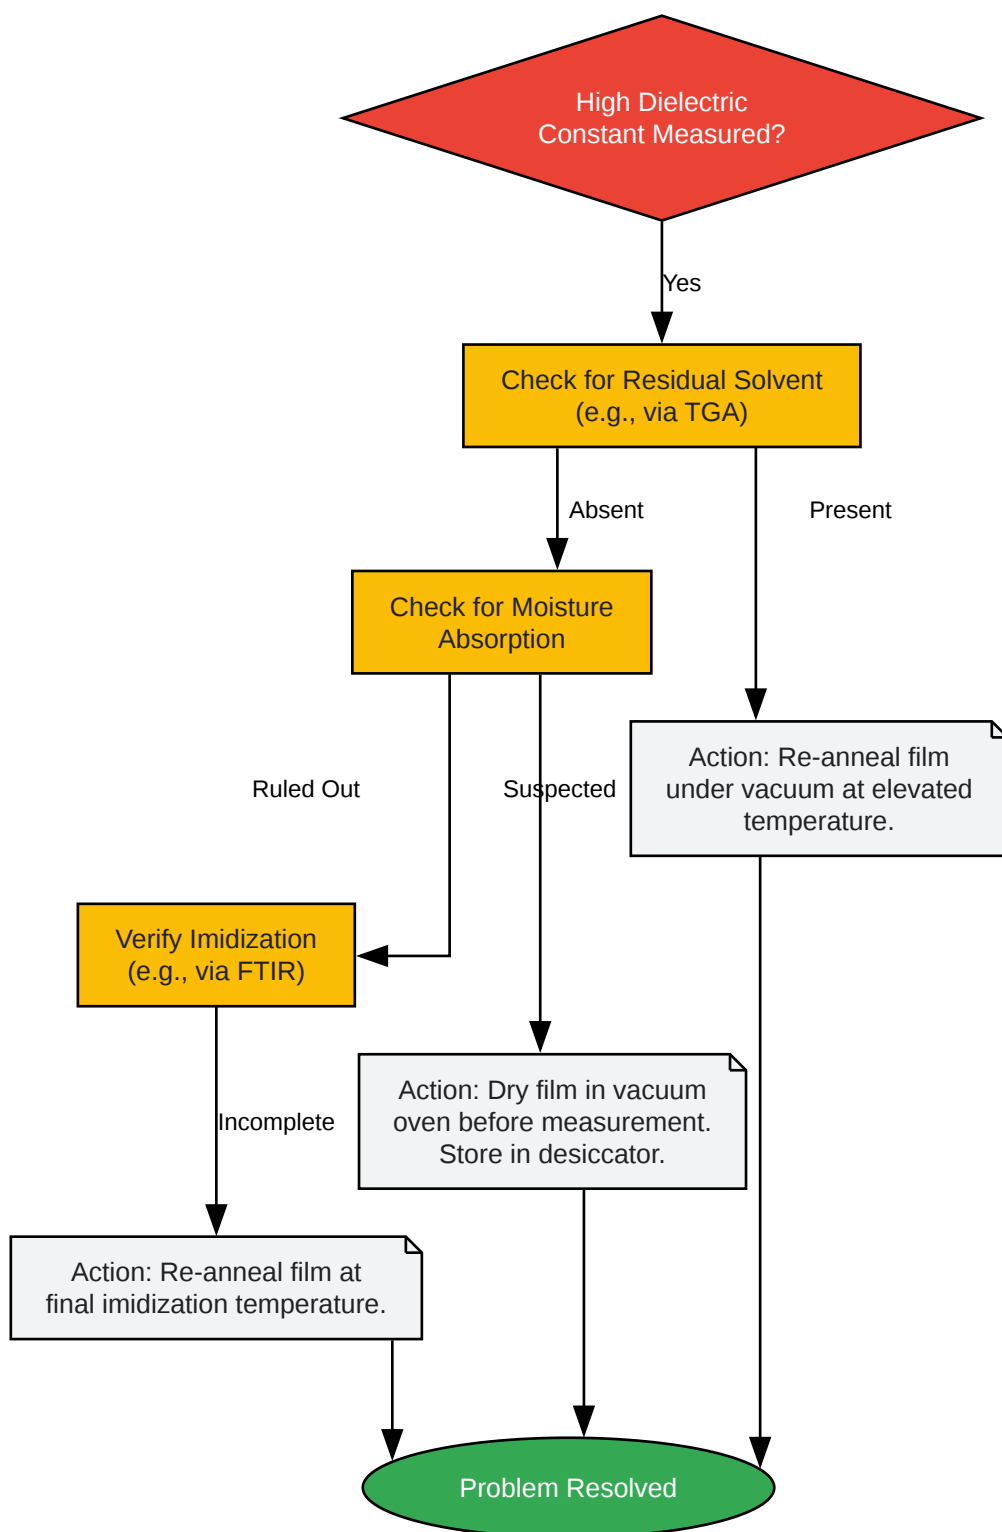 High Dielectric
Constant Measured?
Yes
Check for Residual Solvent
(e.g., via TGA)
Absent
Present
Check for Moisture
Absorption
Action: Re-anneal film
under vacuum at elevated
temperature.
Ruled Out
Suspected
Verify Imidization
(e.g., via FTIR)
Action: Dry film in vacuum
oven before measurement.
Store in desiccator.
Incomplete
Action: Re-anneal film at
final imidization temperature.
Problem Resolved